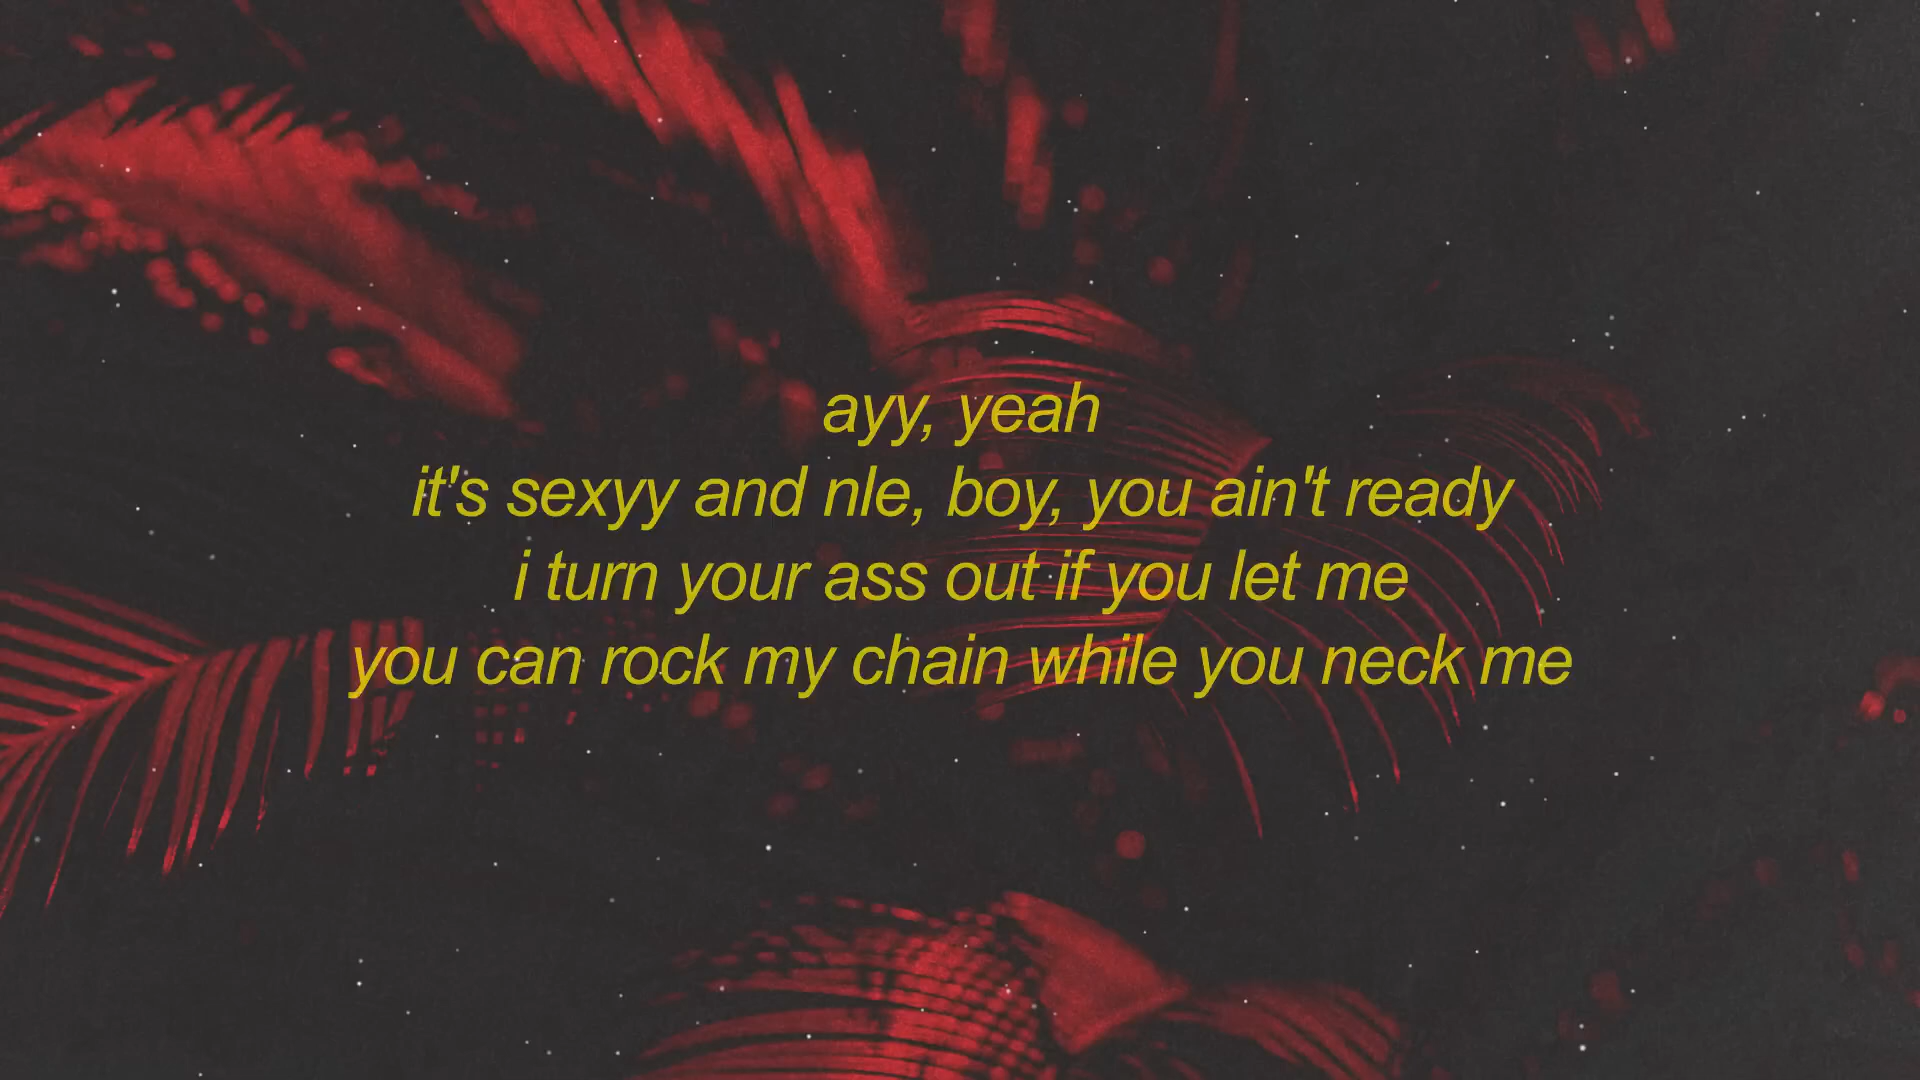 ayy, yeah
it's sexyy and nle, boy, you ain't ready
i turn your ass out if you let me
you can rock my chain while you neck me